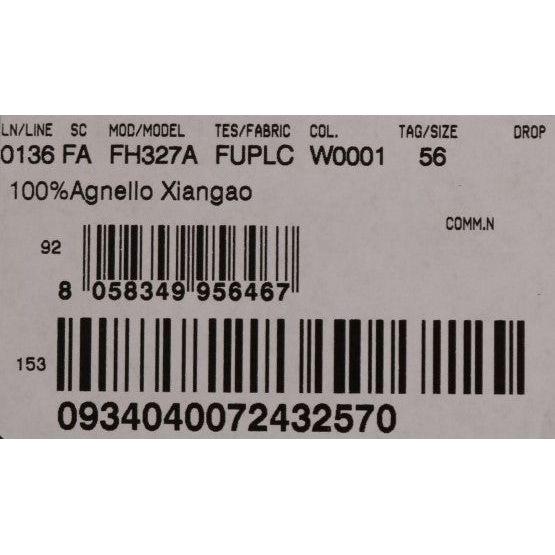 LN/LINE SC MOD/MODEL TES/FABRIC COL. TAG/SIZE DROP
0136 FA FH327A FUPLC W0001 56
100%Agnello Xiangao
COMM.N
92
8 058349 956467
153
0934040072432570